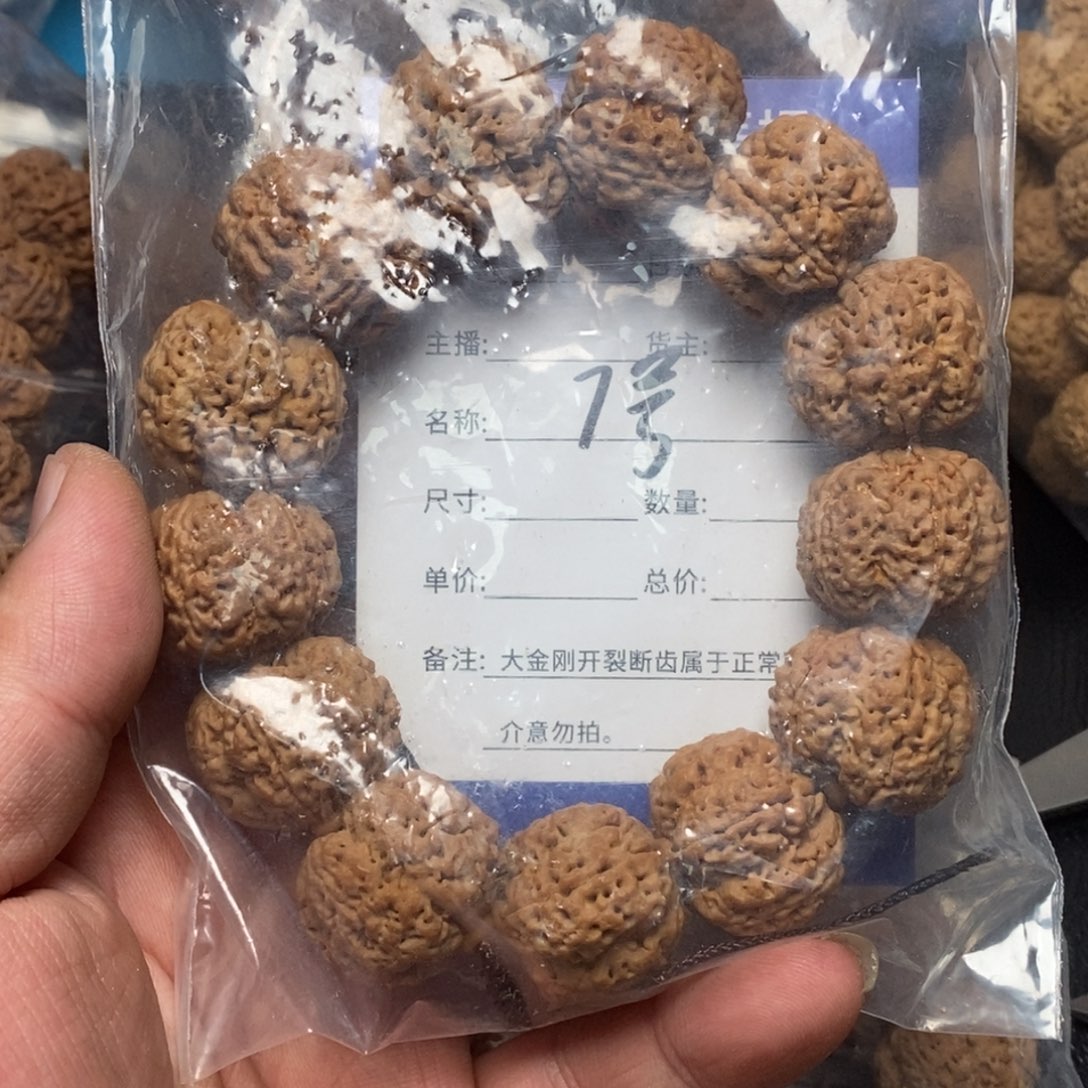 主播: 货主:
名称: 7号
尺寸: 数量:
单价: 总价:
备注: 大金刚开裂断齿属于正常
介意勿拍。